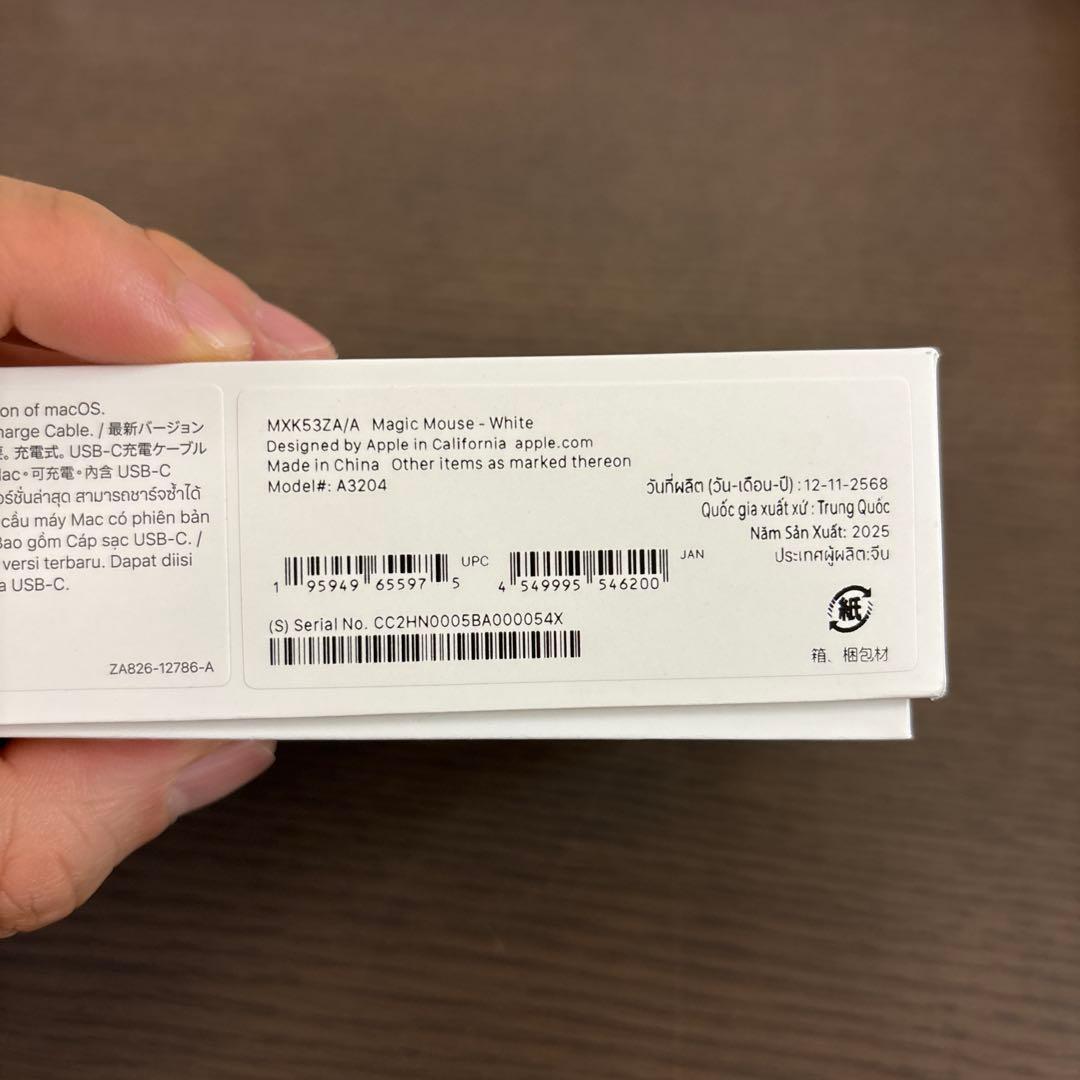 on of macOS.
harge Cable. / 最新バージョン
。充電式。USB-C充電ケーブル
ac。可充電。內含 USB-C
อร์ชั่นล่าสุด สามารถชาร์จซ้ำได้
cầu máy Mac có phiên bản
Bao gồm Cáp sạc USB-C. /
versi terbaru. Dapat diisi
a USB-C.
ZA826-12786-A
MXK53ZA/A Magic Mouse – White
Designed by Apple in California apple.com
Made in China Other items as marked thereon
Model#: A3204
วันที่ผลิต (วัน-เดือน-ปี) : 12-11-2568
Quốc gia xuất xứ : Trung Quốc
Năm Sản Xuất: 2025
ประเทศผู้ผลิต:จีน
1 95949 65597 5 UPC
4 549995 546200 JAN
(S) Serial No. CC2HN0005BA000054X
紙
箱、梱包材